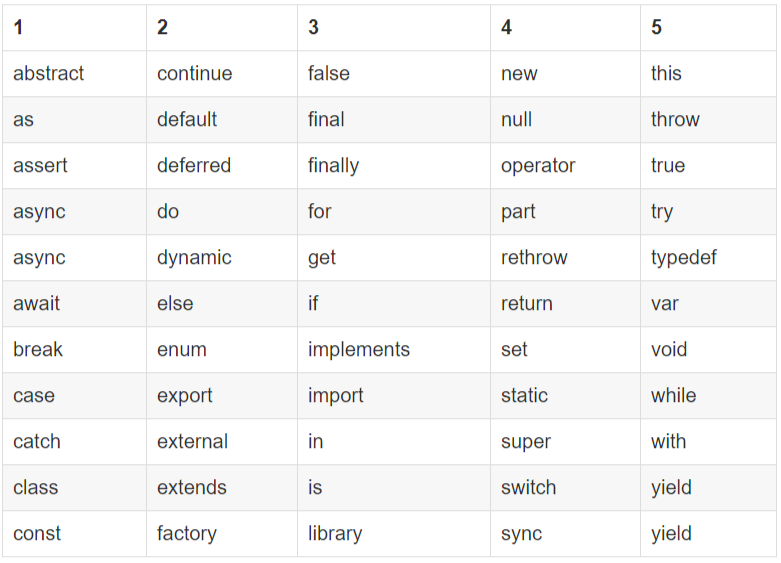 1 2 3 4 5
abstract continue false new this
as default final null throw
assert deferred finally operator true
async do for part try
async dynamic get rethrow typedef
await else if return var
break enum implements set void
case export import static while
catch external in super with
class extends is switch yield
const factory library sync yield